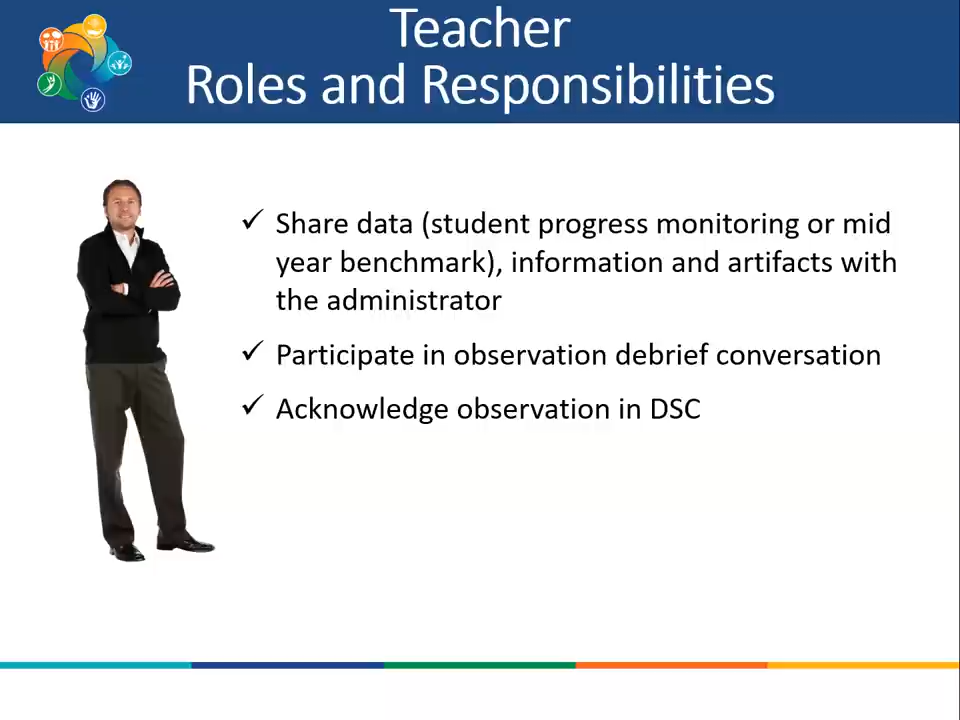 Teacher
Roles and Responsibilities
✓ Share data (student progress monitoring or mid
year benchmark), information and artifacts with
the administrator
✓ Participate in observation debrief conversation
✓ Acknowledge observation in DSC